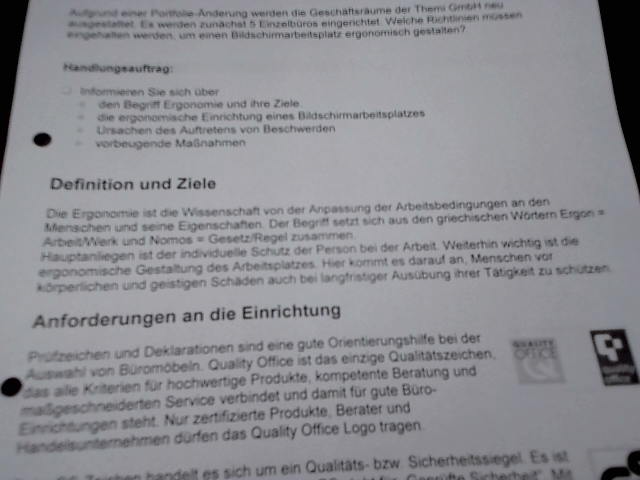 Aufgrund einer Portfolio-Änderung werden die Geschäftsräume der Themi GmbH neu
ausgestattet. Es werden zunächst 5 Einzelbüros eingerichtet. Welche Richtlinien müssen
eingehalten werden, um einen Bildschirmarbeitsplatz ergonomisch gestalten?
Handlungsauftrag:
Informieren Sie sich über
den Begriff Ergonomie und ihre Ziele
die ergonomische Einrichtung eines Bildschirmarbeitsplatzes
Ursachen des Auftretens von Beschwerden
vorbeugende Maßnahmen
Definition und Ziele
Die Ergonomie ist die Wissenschaft von der Anpassung der Arbeitsbedingungen an den
Menschen und seine Eigenschaften. Der Begriff setzt sich aus den griechischen Wörtern Ergon =
Arbeit/Werk und Nomos = Gesetz/Regel zusammen.
Hauptanliegen ist der individuelle Schutz der Person bei der Arbeit. Weiterhin wichtig ist die
ergonomische Gestaltung des Arbeitsplatzes. Hier kommt es darauf an, Menschen vor
körperlichen und geistigen Schäden auch bei langfristiger Ausübung ihrer Tätigkeit zu schützen.
Anforderungen an die Einrichtung
Prüfzeichen und Deklarationen sind eine gute Orientierungshilfe bei der
Auswahl von Büromöbeln. Quality Office ist das einzige Qualitätszeichen,
das alle Kriterien für hochwertige Produkte, kompetente Beratung und
maßgeschneiderten Service verbindet und damit für gute Büro-
Einrichtungen steht. Nur zertifizierte Produkte, Berater und
Handelsunternehmen dürfen das Quality Office Logo tragen.
QUALITY
OFFICE
Zeichen handelt es sich um ein Qualitäts- bzw. Sicherheitssiegel. Es ist
für „Geprüfte Sicherheit". Mit